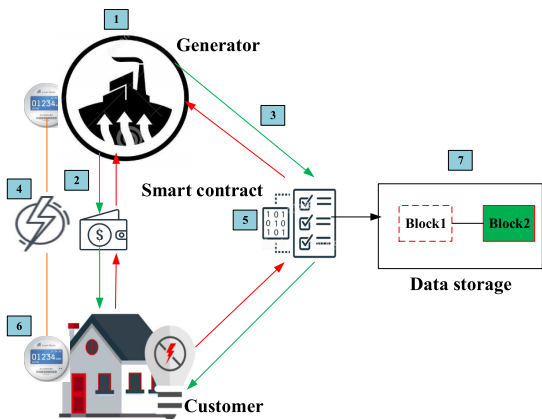 1
Generator
01234
3
2
4
Smart contract
7
5
101
010
101
Block1
Block2
$
Data storage
6
01234
Customer